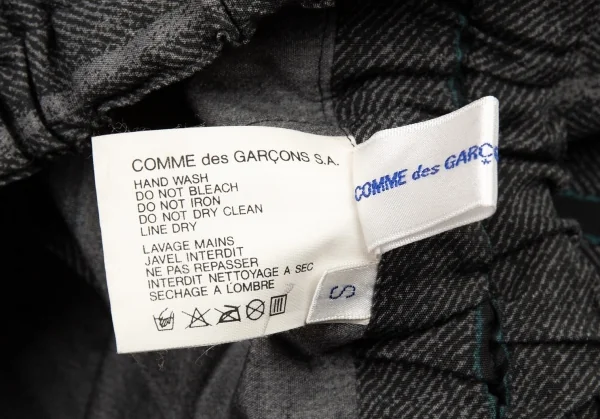 COMME des GARÇONS S.A.
HAND WASH
DO NOT BLEACH
DO NOT IRON
DO NOT DRY CLEAN
LINE DRY
LAVAGE MAINS
JAVEL INTERDIT
NE PAS REPASSER
INTERDIT NETTOYAGE A SEC
SECHAGE A L'OMBRE
COMME des GARÇ
S